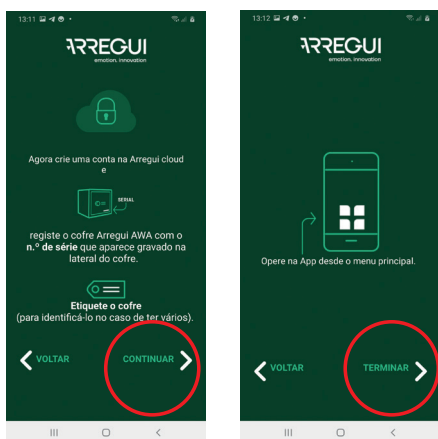 13:11
ARREGUI
emotion. innovation
Agora crie uma conta na Arregui cloud
e
SERIAL
registe o cofre Arregui AWA com o
n.º de série que aparece gravado na
lateral do cofre.
Etiquete o cofre
(para identificá-lo no caso de ter vários).
VOLTAR
CONTINUAR
13:12
ARREGUI
emotion. innovation
Opere na App desde o menu principal.
VOLTAR
TERMINAR